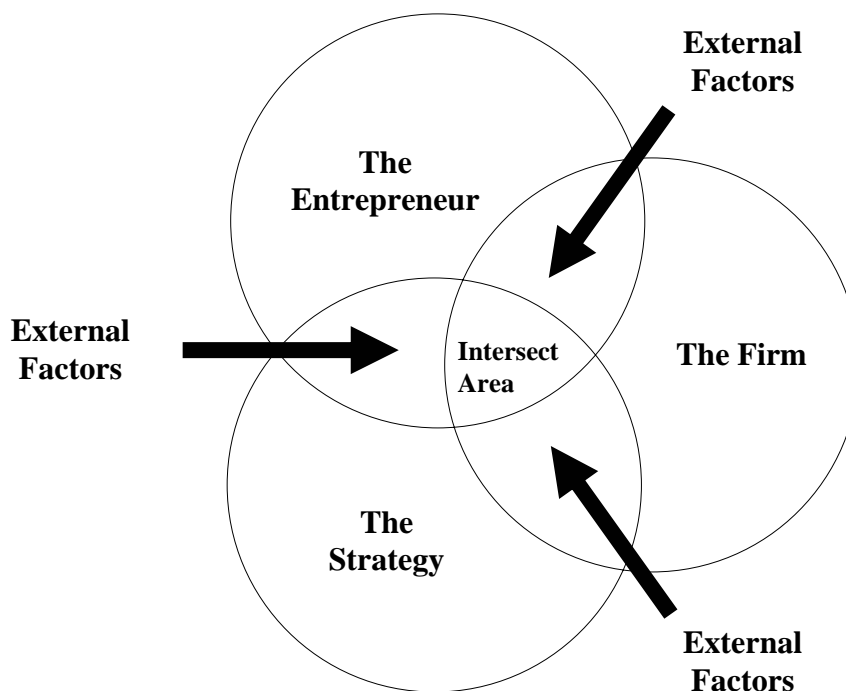 External
Factors
The
Entrepreneur
External
Factors
Intersect
Area
The Firm
The
Strategy
External
Factors